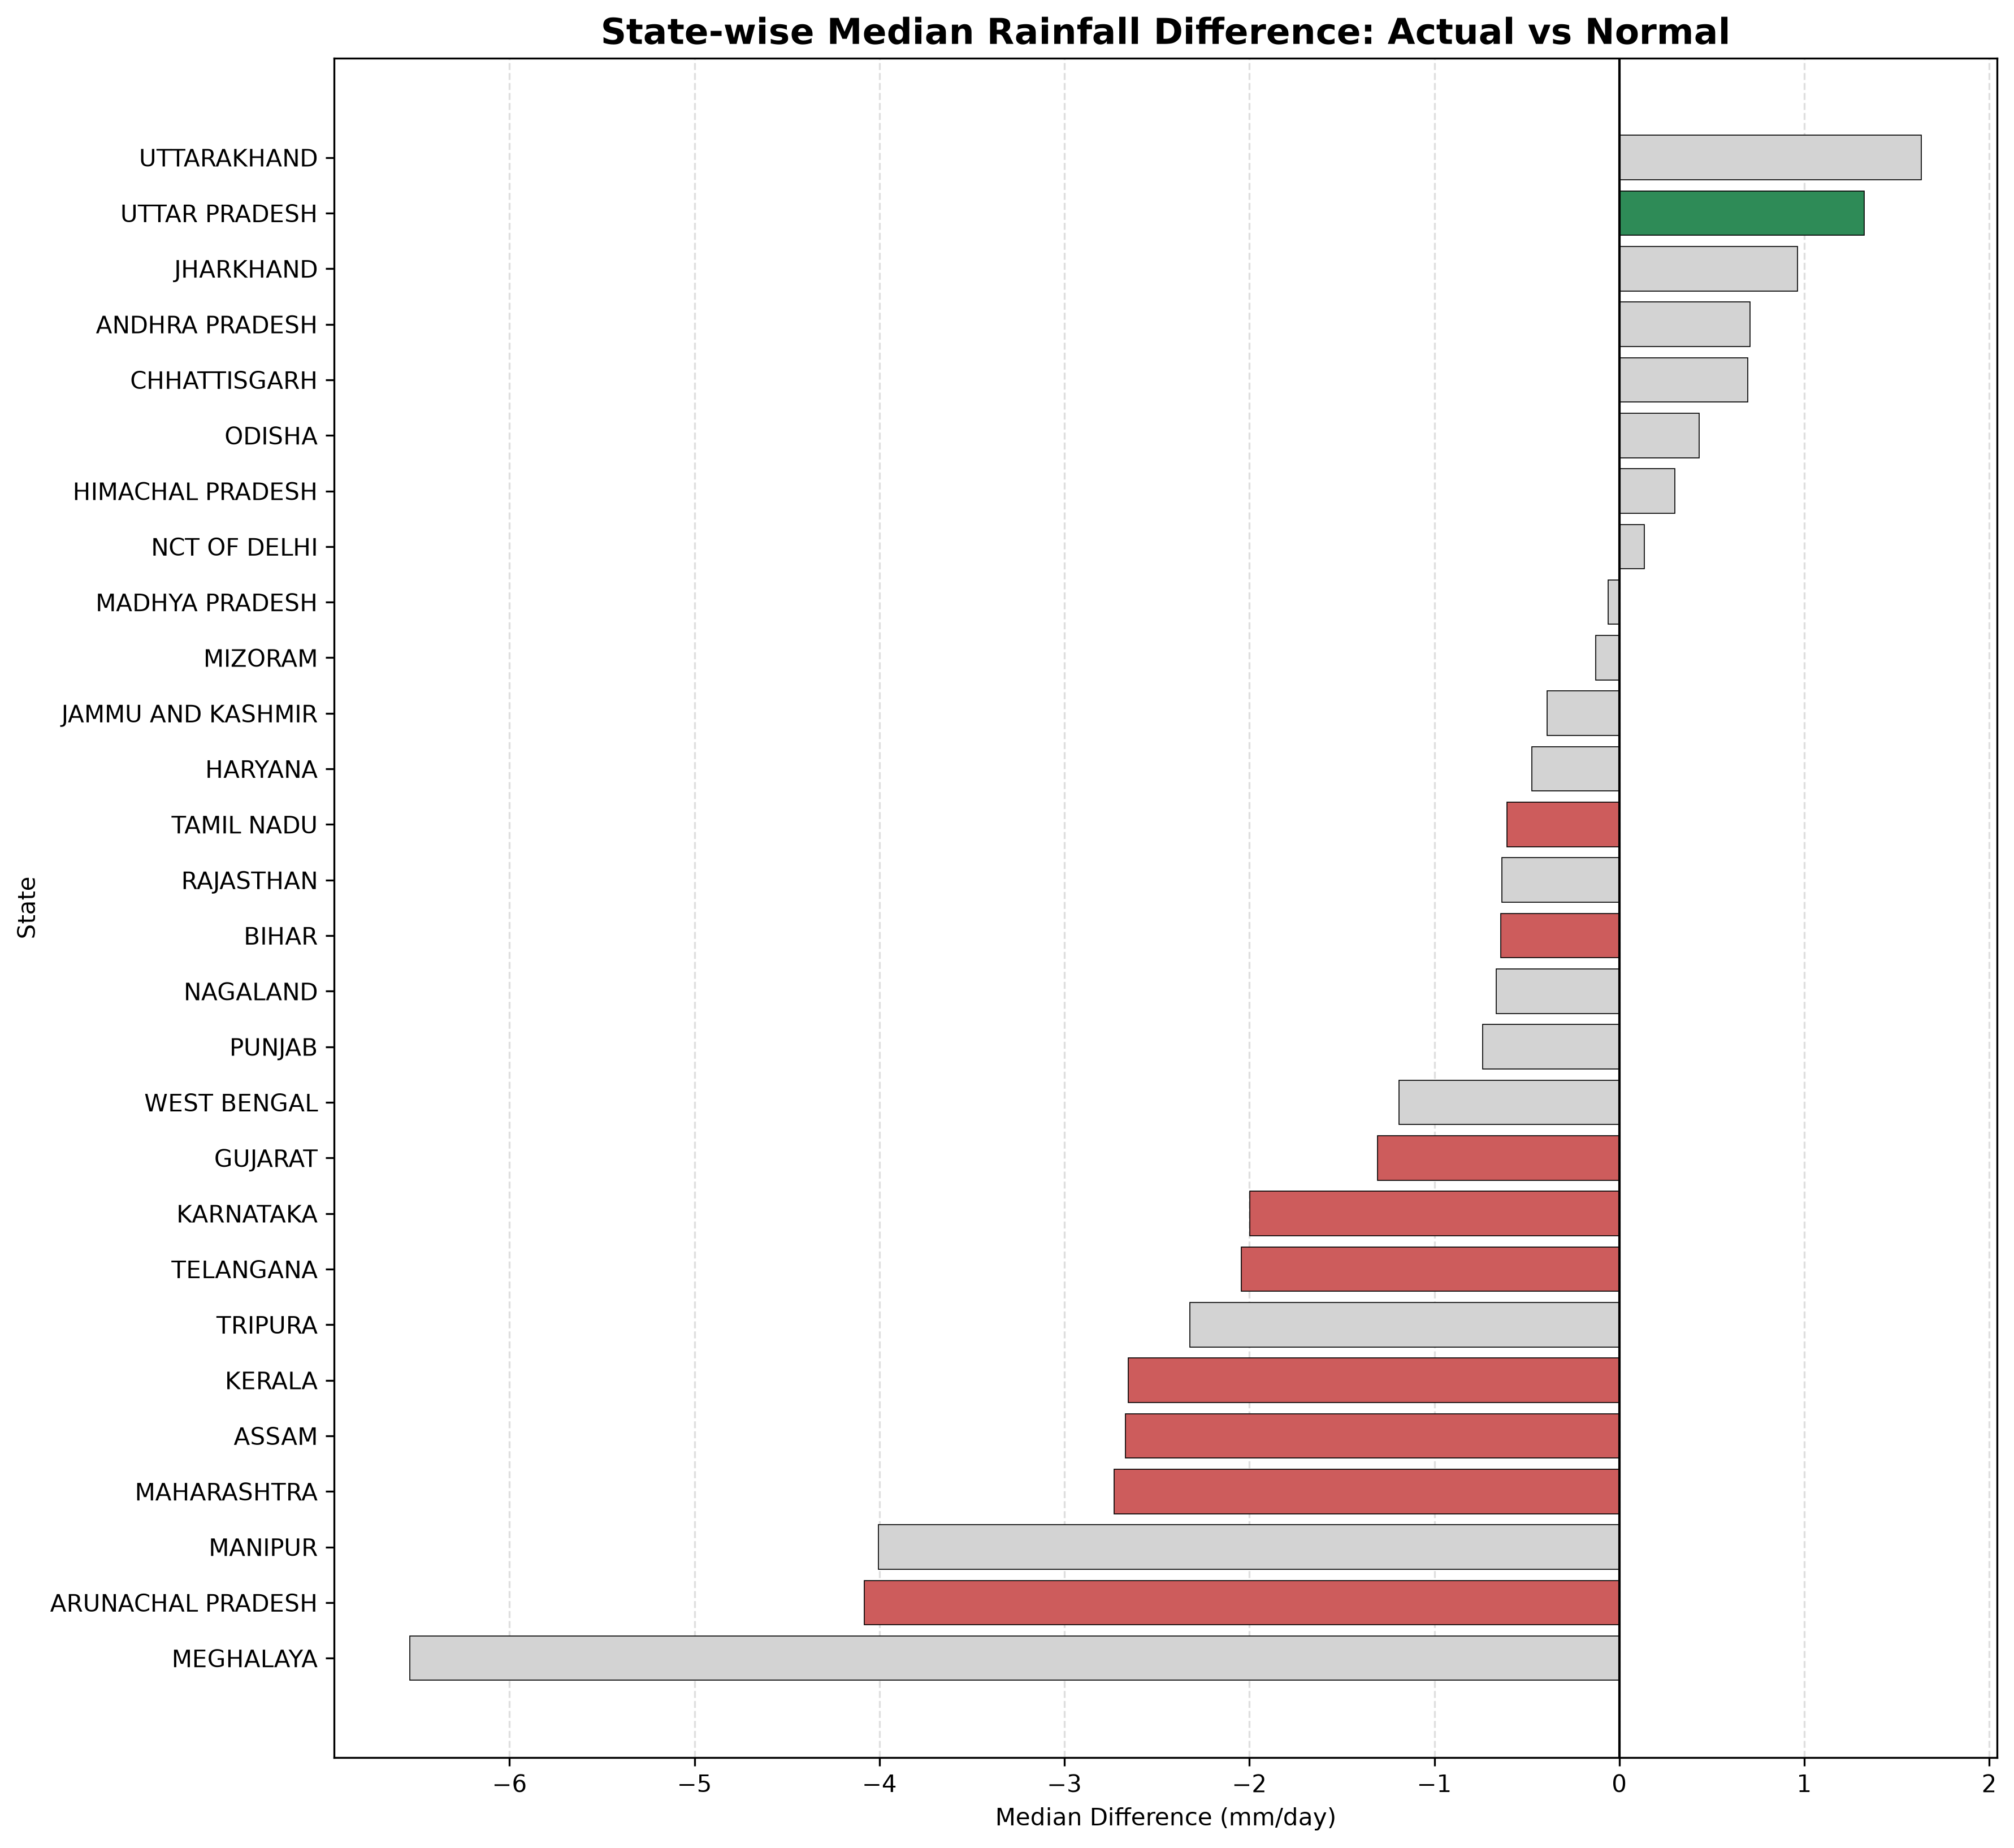 State-wise Median Rainfall Difference: Actual vs Normal
UTTARAKHAND
UTTAR PRADESH
JHARKHAND
ANDHRA PRADESH
CHHATTISGARH
ODISHA
HIMACHAL PRADESH
NCT OF DELHI
MADHYA PRADESH
MIZORAM
JAMMU AND KASHMIR
HARYANA
TAMIL NADU
RAJASTHAN
BIHAR
NAGALAND
PUNJAB
WEST BENGAL
GUJARAT
KARNATAKA
TELANGANA
TRIPURA
KERALA
ASSAM
MAHARASHTRA
MANIPUR
ARUNACHAL PRADESH
MEGHALAYA
State
−6 −5 −4 −3 −2 −1 0 1 2
Median Difference (mm/day)